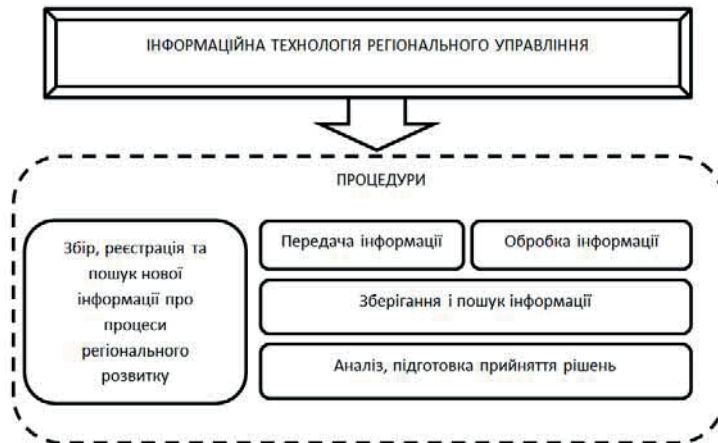 ІНФОРМАЦІЙНА ТЕХНОЛОГІЯ РЕГІОНАЛЬНОГО УПРАВЛІННЯ
ПРОЦЕДУРИ
Збір, реєстрація та
пошук нової
інформації про
процеси
регіонального
розвитку
Передача інформації
Обробка інформації
Зберігання і пошук інформації
Аналіз, підготовка прийняття рішень